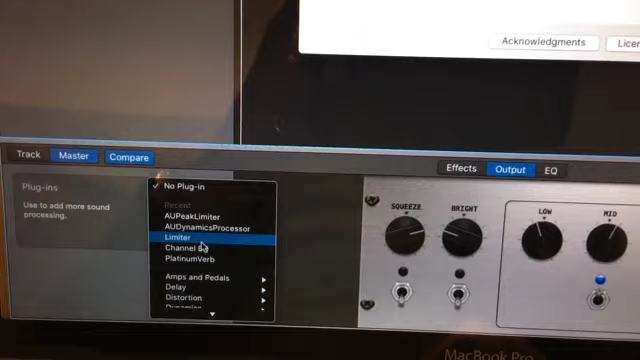 Acknowledgments
Track
Master
Compare
Effects
Output
EQ
Plug-ins
Use to add more sound
processing.
✓ No Plug-in
Recent
AUPeakLimiter
AUDynamicsProcessor
Limiter
Channel
PlatinumVerb
Amps and Pedals
Delay
Distortion
SQUEEZE
BRIGHT
LOW
MID
MacBook Pro